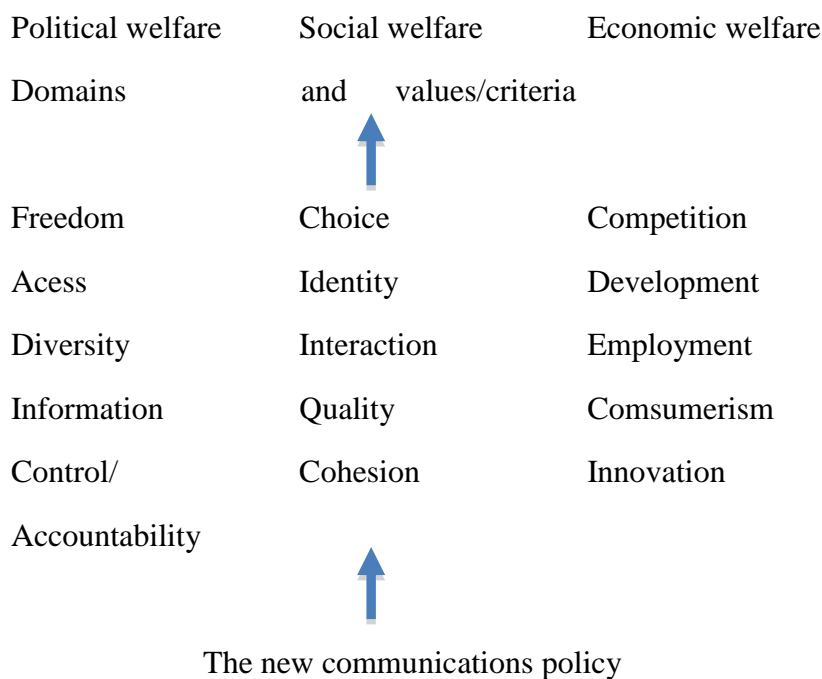 Political welfare Social welfare Economic welfare
Domains and values/criteria
Freedom Choice Competition
Acess Identity Development
Diversity Interaction Employment
Information Quality Comsumerism
Control/ Cohesion Innovation
Accountability
The new communications policy